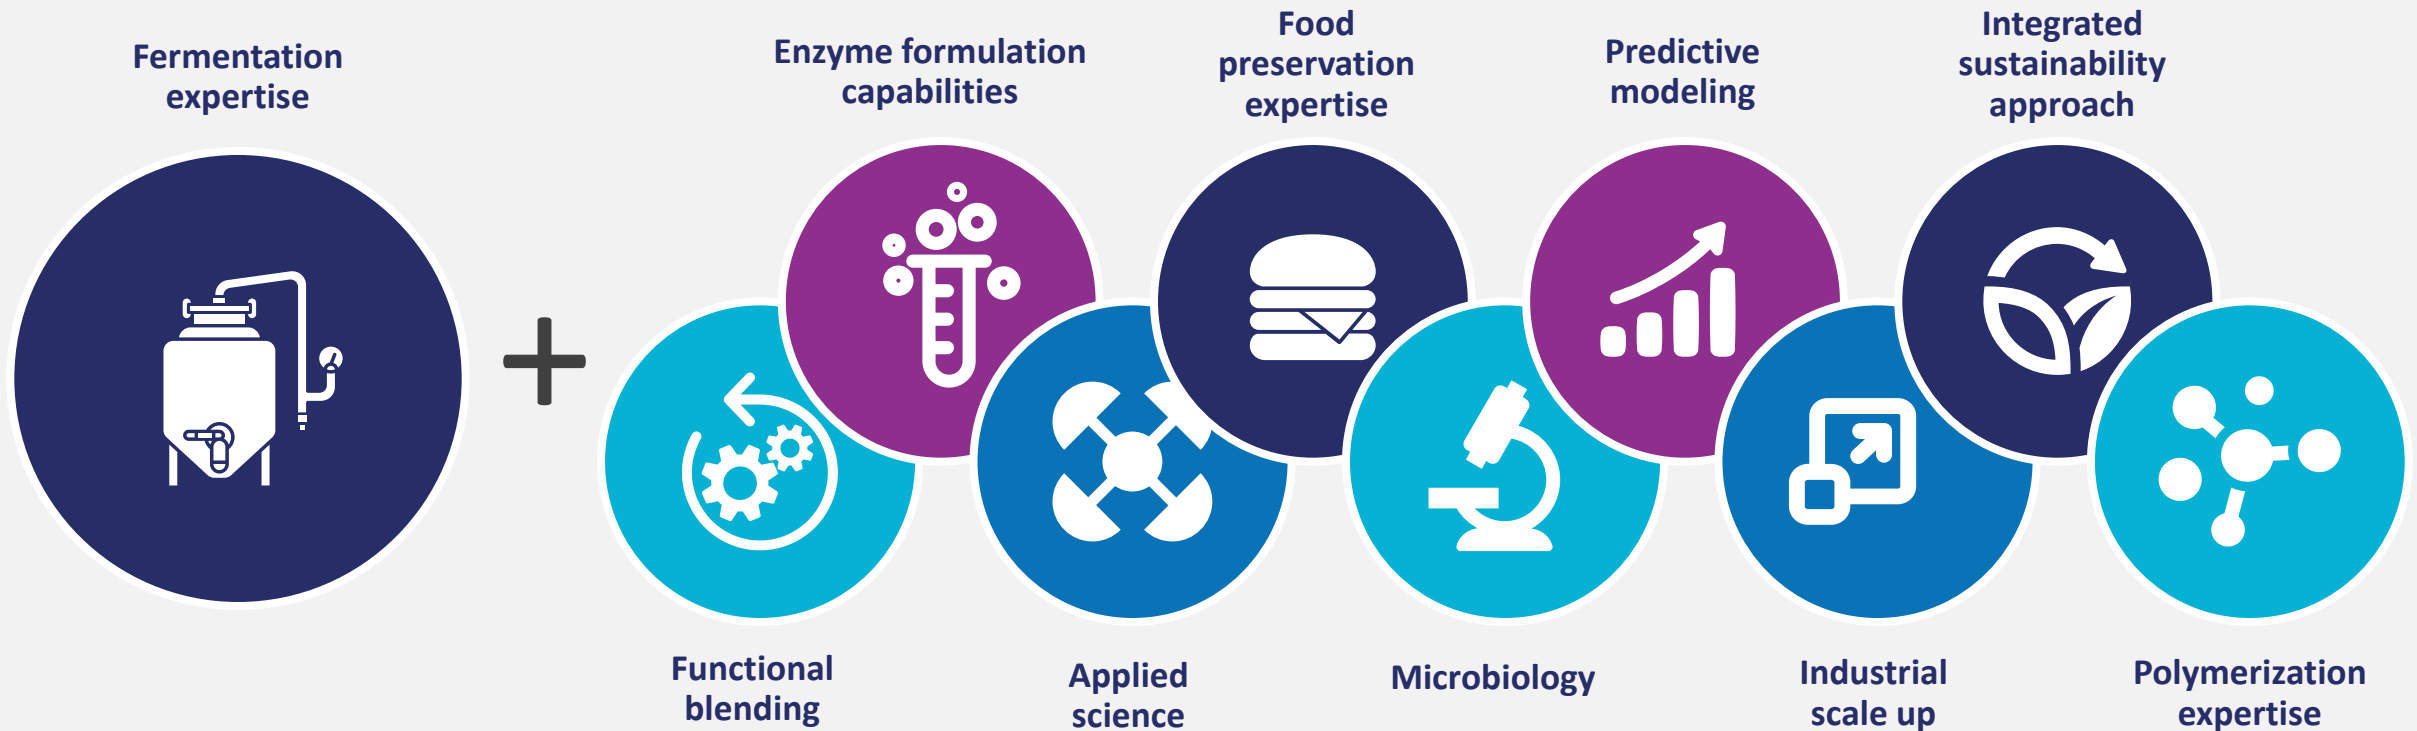 Fermentation
expertise
Enzyme formulation
capabilities
Food
preservation
expertise
Predictive
modeling
Integrated
sustainability
approach
+
Functional
blending
Applied
science
Microbiology
Industrial
scale up
Polymerization
expertise